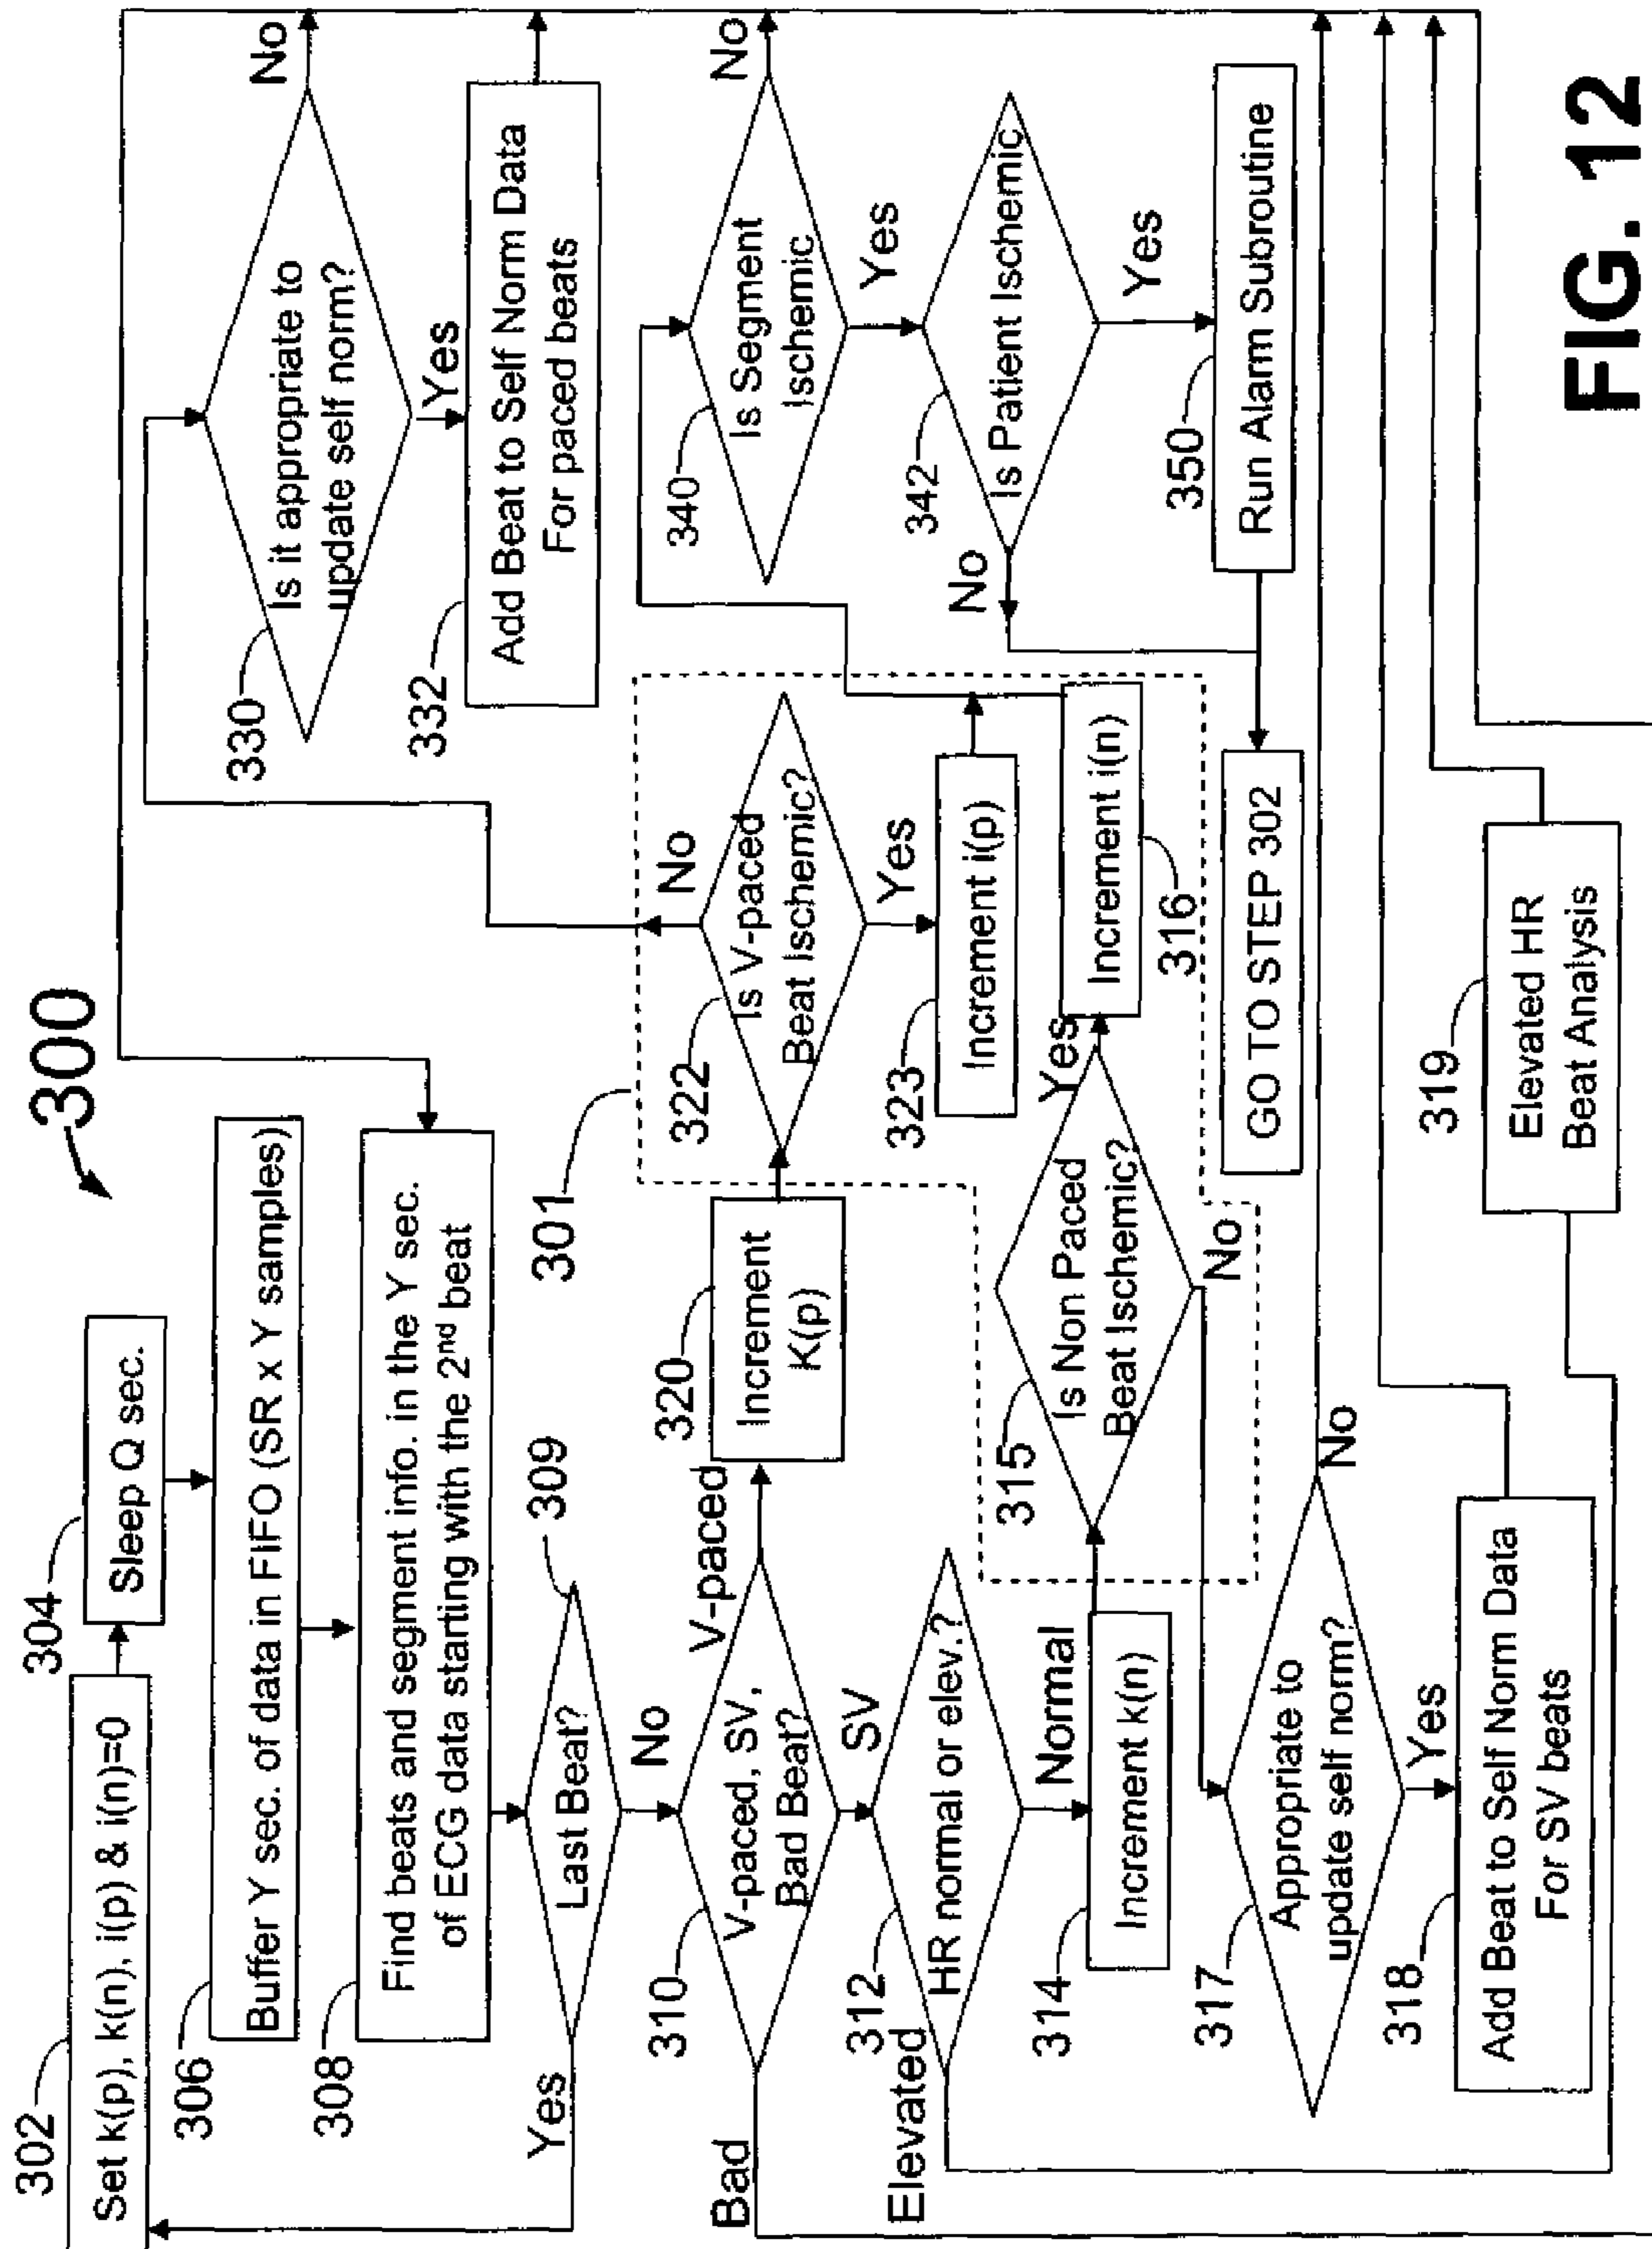 300
302
Set k(p), k(n), i(p) & i(n)=0
304
Sleep Q sec.
306
Buffer Y sec. of data in FIFO (SR x Y samples)
308
Find beats and segment info. in the Y sec.
of ECG data starting with the 2nd beat
Yes
Last Beat?
309
No
310
V-paced, SV,
Bad Beat?
Bad
V-paced
SV
320
Increment
K(p)
301
322
Is V-paced
Beat Ischemic?
No
Yes
323
Increment i(p)
330
Is it appropriate to
update self norm?
No
Yes
332
Add Beat to Self Norm Data
For paced beats
312
HR normal or elev.?
Elevated
Normal
314
Increment k(n)
315
Is Non Paced
Beat Ischemic?
Yes
No
Increment i(n)
316
340
Is Segment
Ischemic
No
Yes
342
Is Patient Ischemic
No
Yes
350
Run Alarm Subroutine
GO TO STEP 302
317
Appropriate to
update self norm?
No
Yes
318
Add Beat to Self Norm Data
For SV beats
319
Elevated HR
Beat Analysis
FIG. 12